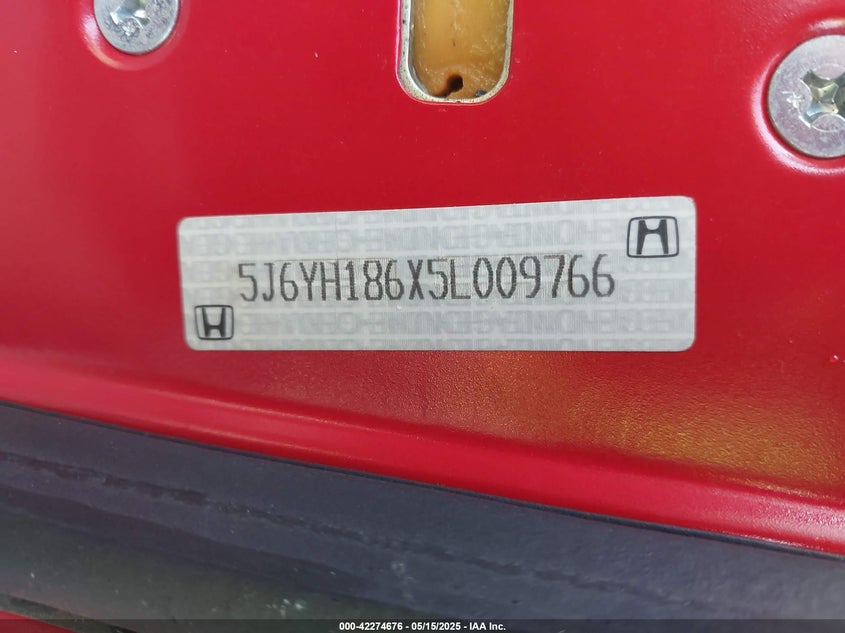 5J6YH186X5L009766
000-42274676 — 05/15/2025 — IAA Inc.